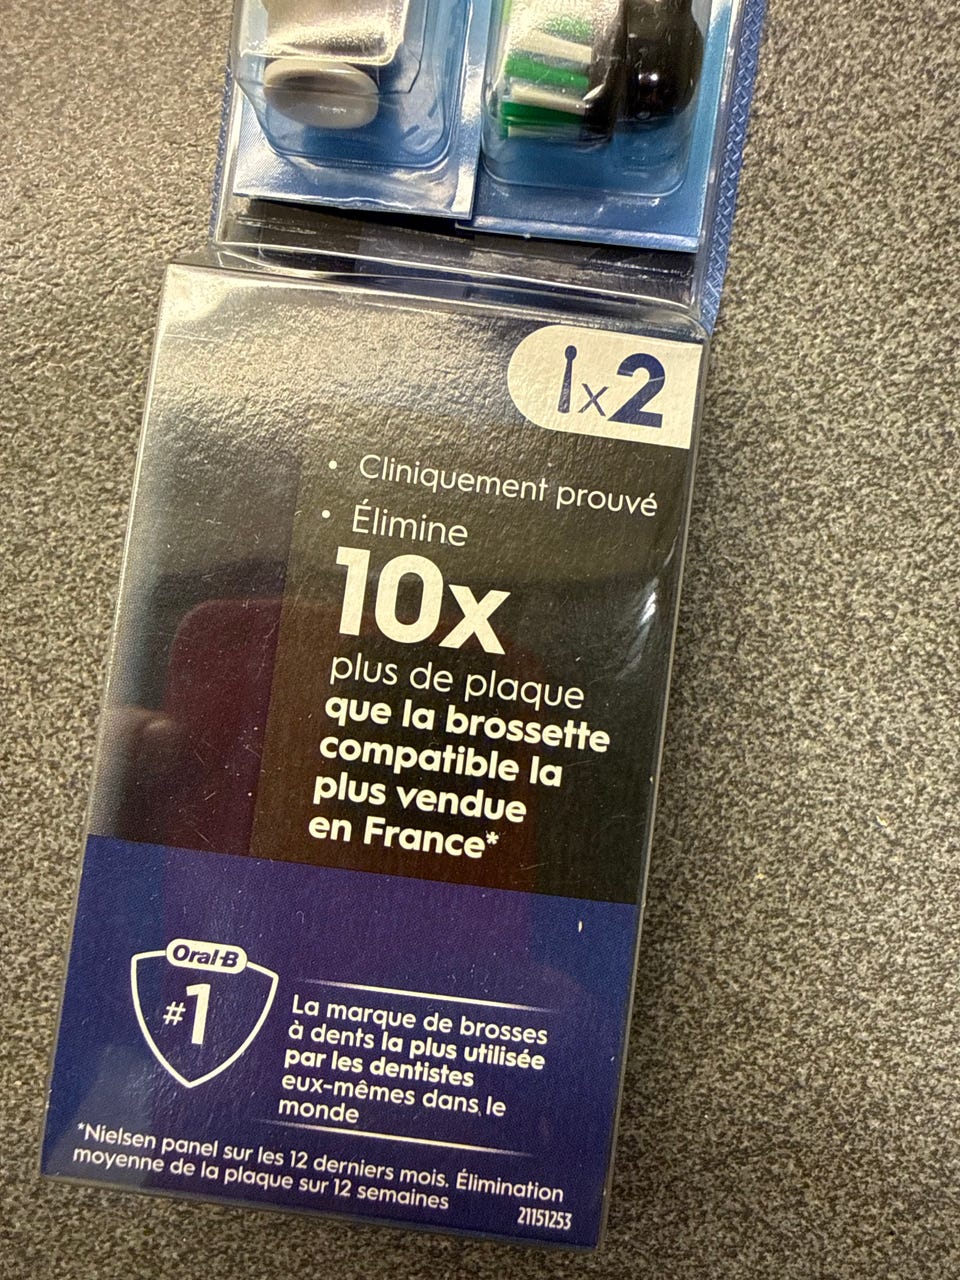 x2
• Cliniquement prouvé
• Élimine
10x
plus de plaque
que la brossette
compatible la
plus vendue
en France*
Oral-B
#1
La marque de brosses
à dents la plus utilisée
par les dentistes
eux-mêmes dans le
monde
*Nielsen panel sur les 12 derniers mois. Élimination
moyenne de la plaque sur 12 semaines
21151253